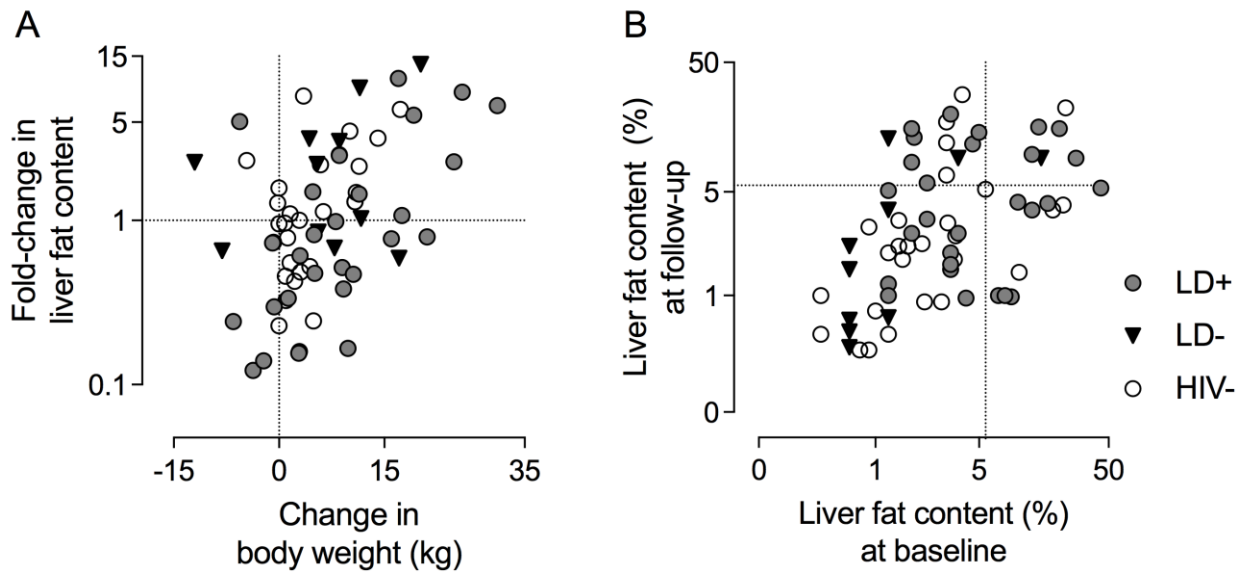 A
Fold-change in
liver fat content
15
5
1
0.1
-15 0 15 35
Change in
body weight (kg)
B
Liver fat content (%)
at follow-up
50
5
1
0
0 1 5 50
Liver fat content (%)
at baseline
LD+
LD-
HIV-